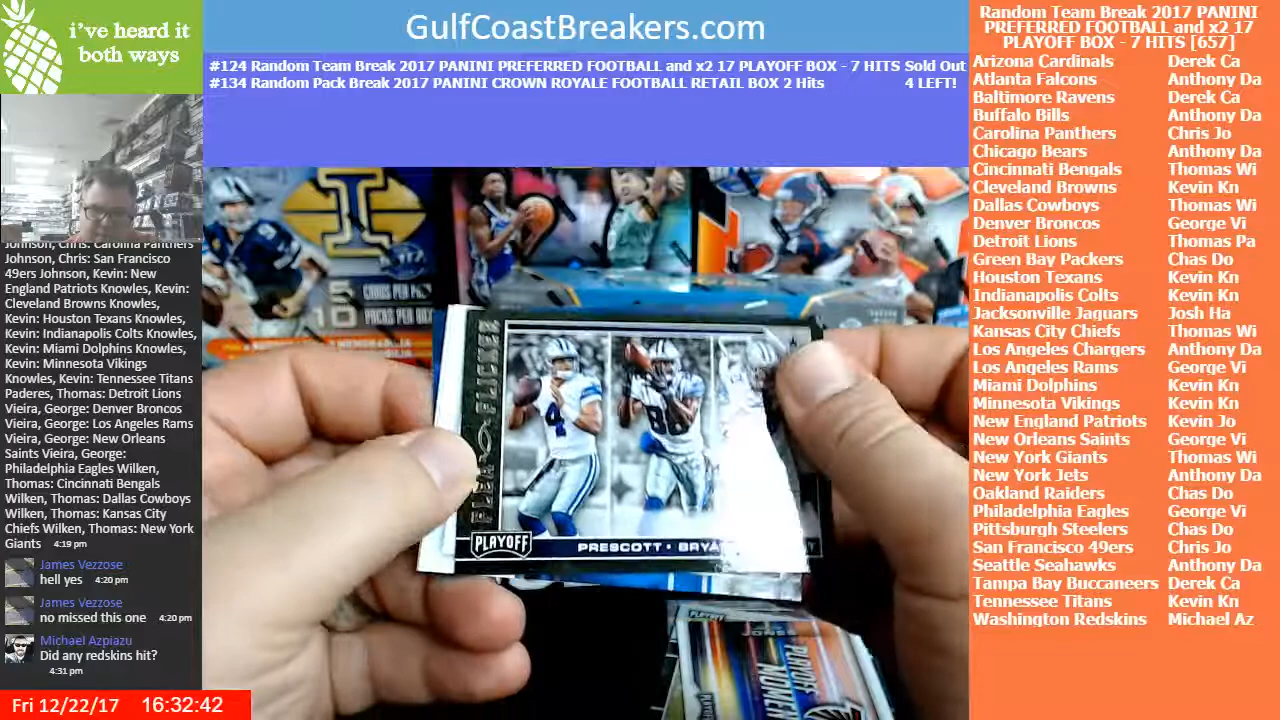 i've heard it
both ways
GulfCoastBreakers.com
#124 Random Team Break 2017 PANINI PREFERRED FOOTBALL and x2 17 PLAYOFF BOX - 7 HITS Sold Out
#134 Random Pack Break 2017 PANINI CROWN ROYALE FOOTBALL RETAIL BOX 2 Hits 4 LEFT!
Random Team Break 2017 PANINI
PREFERRED FOOTBALL and x2 17
PLAYOFF BOX - 7 HITS [657]
Arizona Cardinals Derek Ca
Atlanta Falcons Anthony Da
Baltimore Ravens Derek Ca
Buffalo Bills Anthony Da
Carolina Panthers Chris Jo
Chicago Bears Anthony Da
Cincinnati Bengals Thomas Wi
Cleveland Browns Kevin Kn
Dallas Cowboys Thomas Wi
Denver Broncos George Vi
Detroit Lions Thomas Pa
Green Bay Packers Chas Do
Houston Texans Kevin Kn
Indianapolis Colts Kevin Kn
Jacksonville Jaguars Josh Ha
Kansas City Chiefs Thomas Wi
Los Angeles Chargers Anthony Da
Los Angeles Rams George Vi
Miami Dolphins Kevin Kn
Minnesota Vikings Kevin Kn
New England Patriots Kevin Jo
New Orleans Saints George Vi
New York Giants Thomas Wi
New York Jets Anthony Da
Oakland Raiders Chas Do
Philadelphia Eagles George Vi
Pittsburgh Steelers Chas Do
San Francisco 49ers Chris Jo
Seattle Seahawks Anthony Da
Tampa Bay Buccaneers Derek Ca
Tennessee Titans Kevin Kn
Washington Redskins Michael Az
Johnson, Chris: Carolina Panthers
Johnson, Chris: San Francisco
49ers Johnson, Kevin: New
England Patriots Knowles, Kevin:
Cleveland Browns Knowles,
Kevin: Houston Texans Knowles,
Kevin: Indianapolis Colts Knowles,
Kevin: Miami Dolphins Knowles,
Kevin: Minnesota Vikings
Knowles, Kevin: Tennessee Titans
Paderes, Thomas: Detroit Lions
Vieira, George: Denver Broncos
Vieira, George: Los Angeles Rams
Vieira, George: New Orleans
Saints Vieira, George:
Philadelphia Eagles Wilken,
Thomas: Cincinnati Bengals
Wilken, Thomas: Dallas Cowboys
Wilken, Thomas: Kansas City
Chiefs Wilken, Thomas: New York
Giants 4:19 pm
James Vezzose
hell yes 4:20 pm
James Vezzose
no missed this one 4:20 pm
Michael Azpiazu
Did any redskins hit?
4:31 pm
Fri 12/22/17 16:32:42
FLEA FLICKER
4
88
PLAYOFF
PRESCOTT • BRYA
PLAYOFF